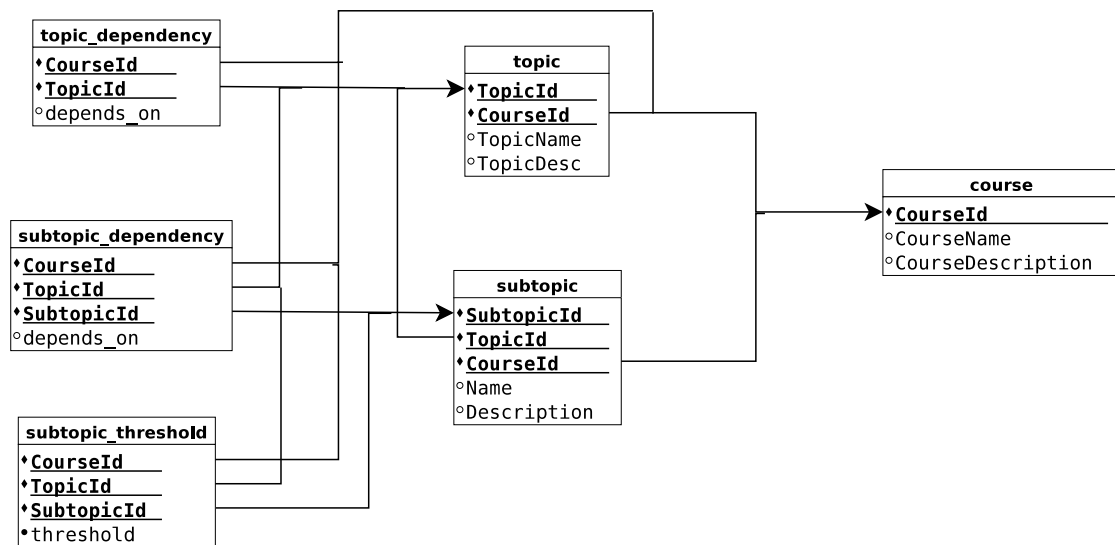 topic_dependency
CourseId
TopicId
depends_on
topic
TopicId
CourseId
TopicName
TopicDesc
course
CourseId
CourseName
CourseDescription
subtopic_dependency
CourseId
TopicId
SubtopicId
depends_on
subtopic
SubtopicId
TopicId
CourseId
Name
Description
subtopic_threshold
CourseId
TopicId
SubtopicId
threshold